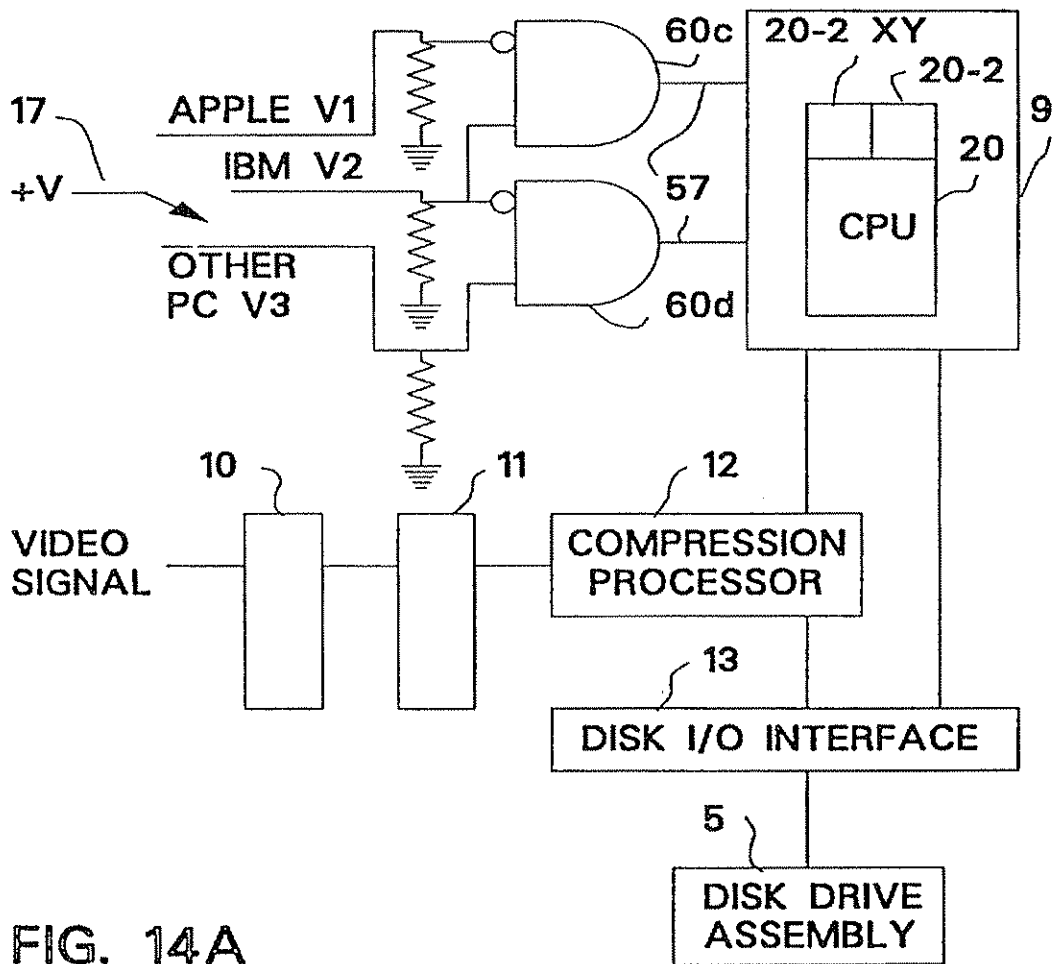 60c
20-2 XY
20-2
17
APPLE V1
9
+V
IBM V2
20
57
CPU
OTHER
PC V3
60d
10
11
12
VIDEO
SIGNAL
COMPRESSION
PROCESSOR
13
DISK I/O INTERFACE
5
DISK DRIVE
ASSEMBLY
FIG. 14A